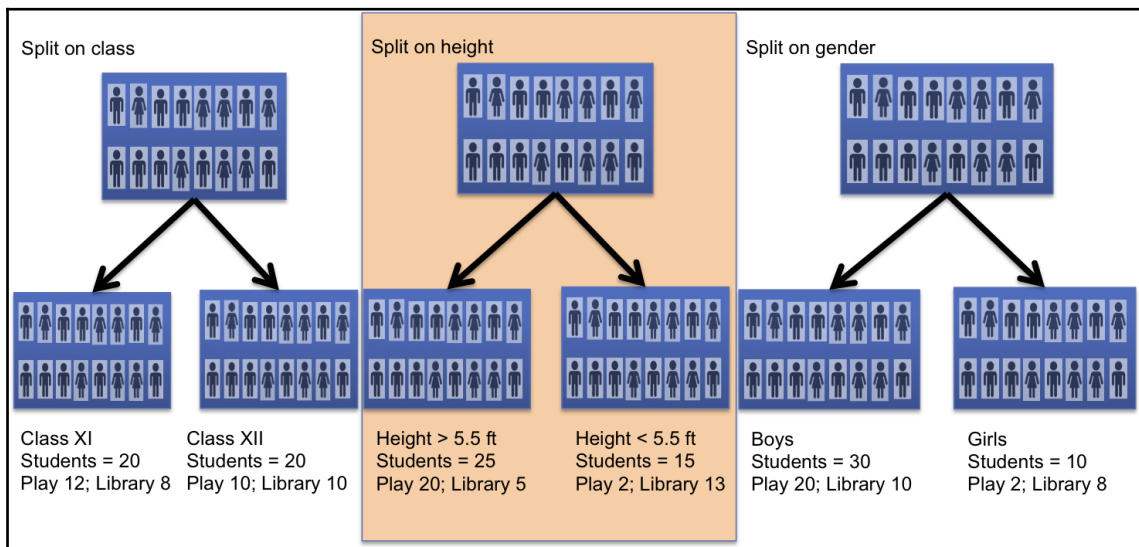 Split on class
Split on height
Split on gender
Class XI
Students = 20
Play 12; Library 8
Class XII
Students = 20
Play 10; Library 10
Height > 5.5 ft
Students = 25
Play 20; Library 5
Height < 5.5 ft
Students = 15
Play 2; Library 13
Boys
Students = 30
Play 20; Library 10
Girls
Students = 10
Play 2; Library 8